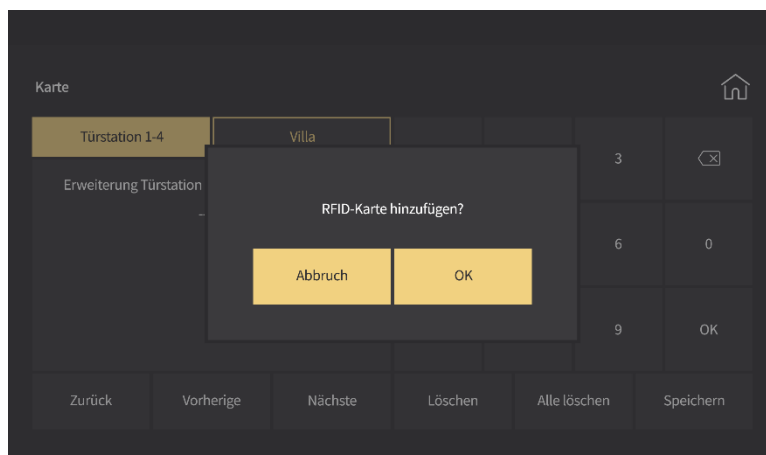 Karte
Türstation 1-4
Villa
3
Erweiterung Türstation
RFID-Karte hinzufügen?
6
0
Abbruch
OK
9
OK
Zurück
Vorherige
Nächste
Löschen
Alle löschen
Speichern